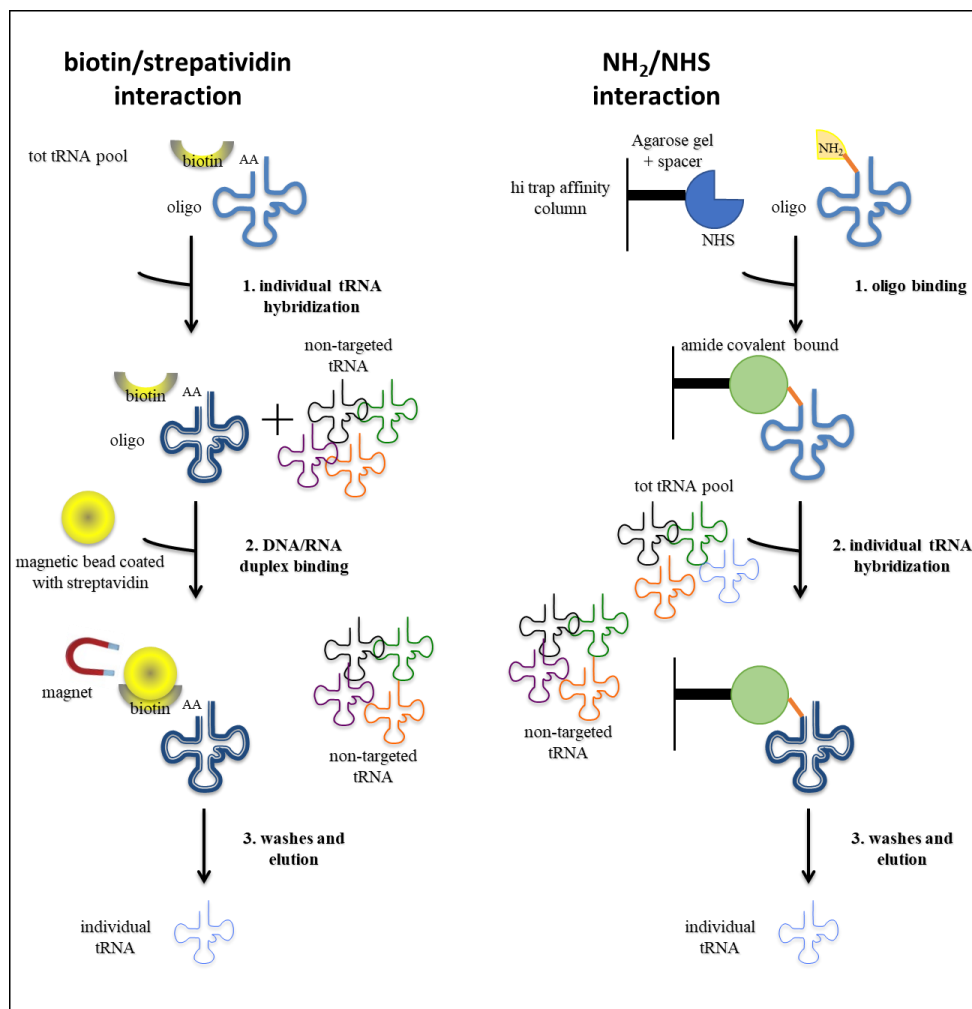 biotin/strepatividin
interaction
tot tRNA pool
biotin
AA
oligo
1. individual tRNA
hybridization
non-targeted
tRNA
biotin
AA
oligo
magnetic bead coated
with streptavidin
2. DNA/RNA
duplex binding
magnet
biotin
AA
non-targeted
tRNA
3. washes and
elution
individual
tRNA
NH₂/NHS
interaction
Agarose gel
+ spacer
hi trap affinity
column
NHS
NH₂
oligo
1. oligo binding
amide covalent bound
tot tRNA pool
2. individual tRNA
hybridization
non-targeted
tRNA
3. washes and
elution
individual
tRNA